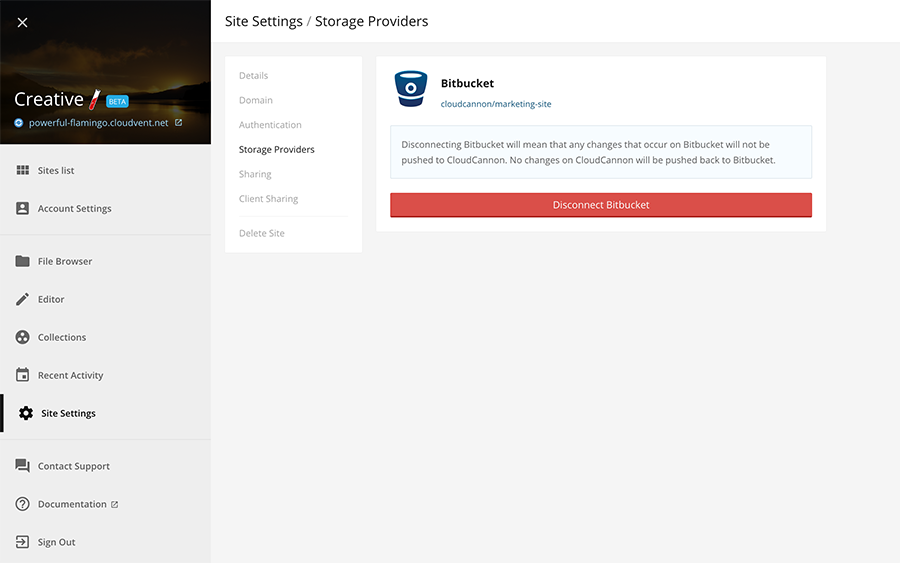 Creative BETA
powerful-flamingo.cloudvent.net
Sites list
Account Settings
File Browser
Editor
Collections
Recent Activity
Site Settings
Contact Support
Documentation
Sign Out
Site Settings / Storage Providers
Details
Domain
Authentication
Storage Providers
Sharing
Client Sharing
Delete Site
Bitbucket
cloudcannon/marketing-site
Disconnecting Bitbucket will mean that any changes that occur on Bitbucket will not be
pushed to CloudCannon. No changes on CloudCannon will be pushed back to Bitbucket.
Disconnect Bitbucket